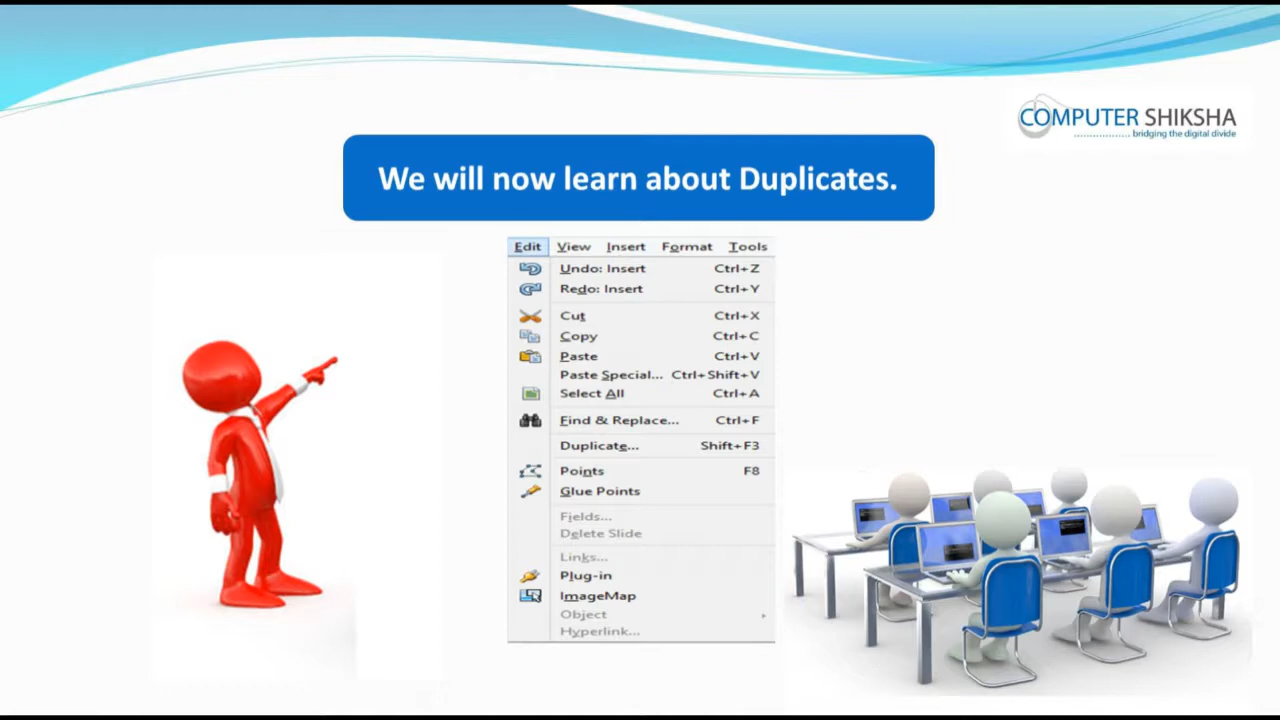 COMPUTER SHIKSHA
bridging the digital divide
We will now learn about Duplicates.
Edit View Insert Format Tools
Undo: Insert Ctrl+Z
Redo: Insert Ctrl+Y
Cut Ctrl+X
Copy Ctrl+C
Paste Ctrl+V
Paste Special... Ctrl+Shift+V
Select All Ctrl+A
Find & Replace... Ctrl+F
Duplicate... Shift+F3
Points F8
Glue Points
Fields...
Delete Slide
Links...
Plug-in
ImageMap
Object
Hyperlink...